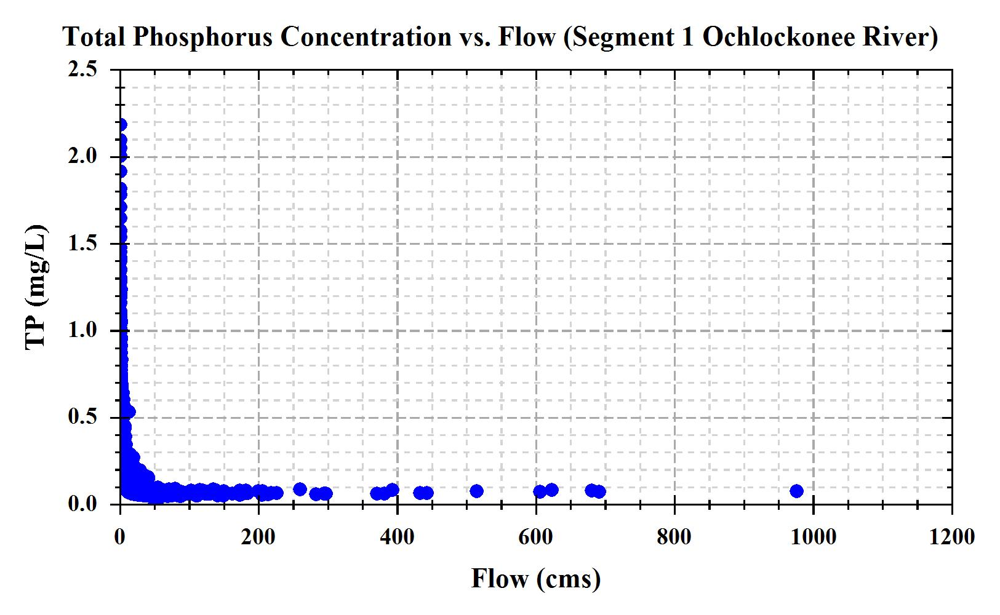 Total Phosphorus Concentration vs. Flow (Segment 1 Ochlockonee River)
2.5
2.0
1.5
1.0
0.5
0.0
TP (mg/L)
0 200 400 600 800 1000 1200
Flow (cms)